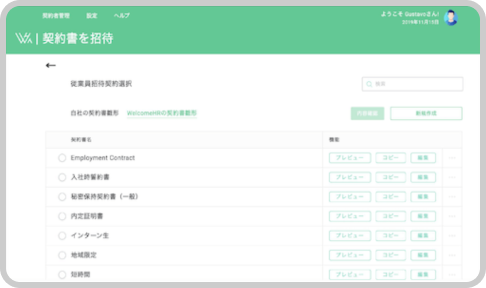 契約者管理 設定 ヘルプ
ようこそ Gustavoさん!
2019年11月15日
WX | 契約書を招待
←
従業員招待契約選択
検索
自社の契約書雛形 WelcomeHRの契約書雛形
新規作成
契約書名 機能
Employment Contract プレビュー コピー 編集 ...
入社誓約書 プレビュー コピー 編集 ...
秘密保持契約書（一般） プレビュー コピー 編集 ...
内定証明書 プレビュー コピー 編集 ...
インターン生 プレビュー コピー 編集 ...
地域限定 プレビュー コピー 編集 ...
短時間 プレビュー コピー 編集 ...